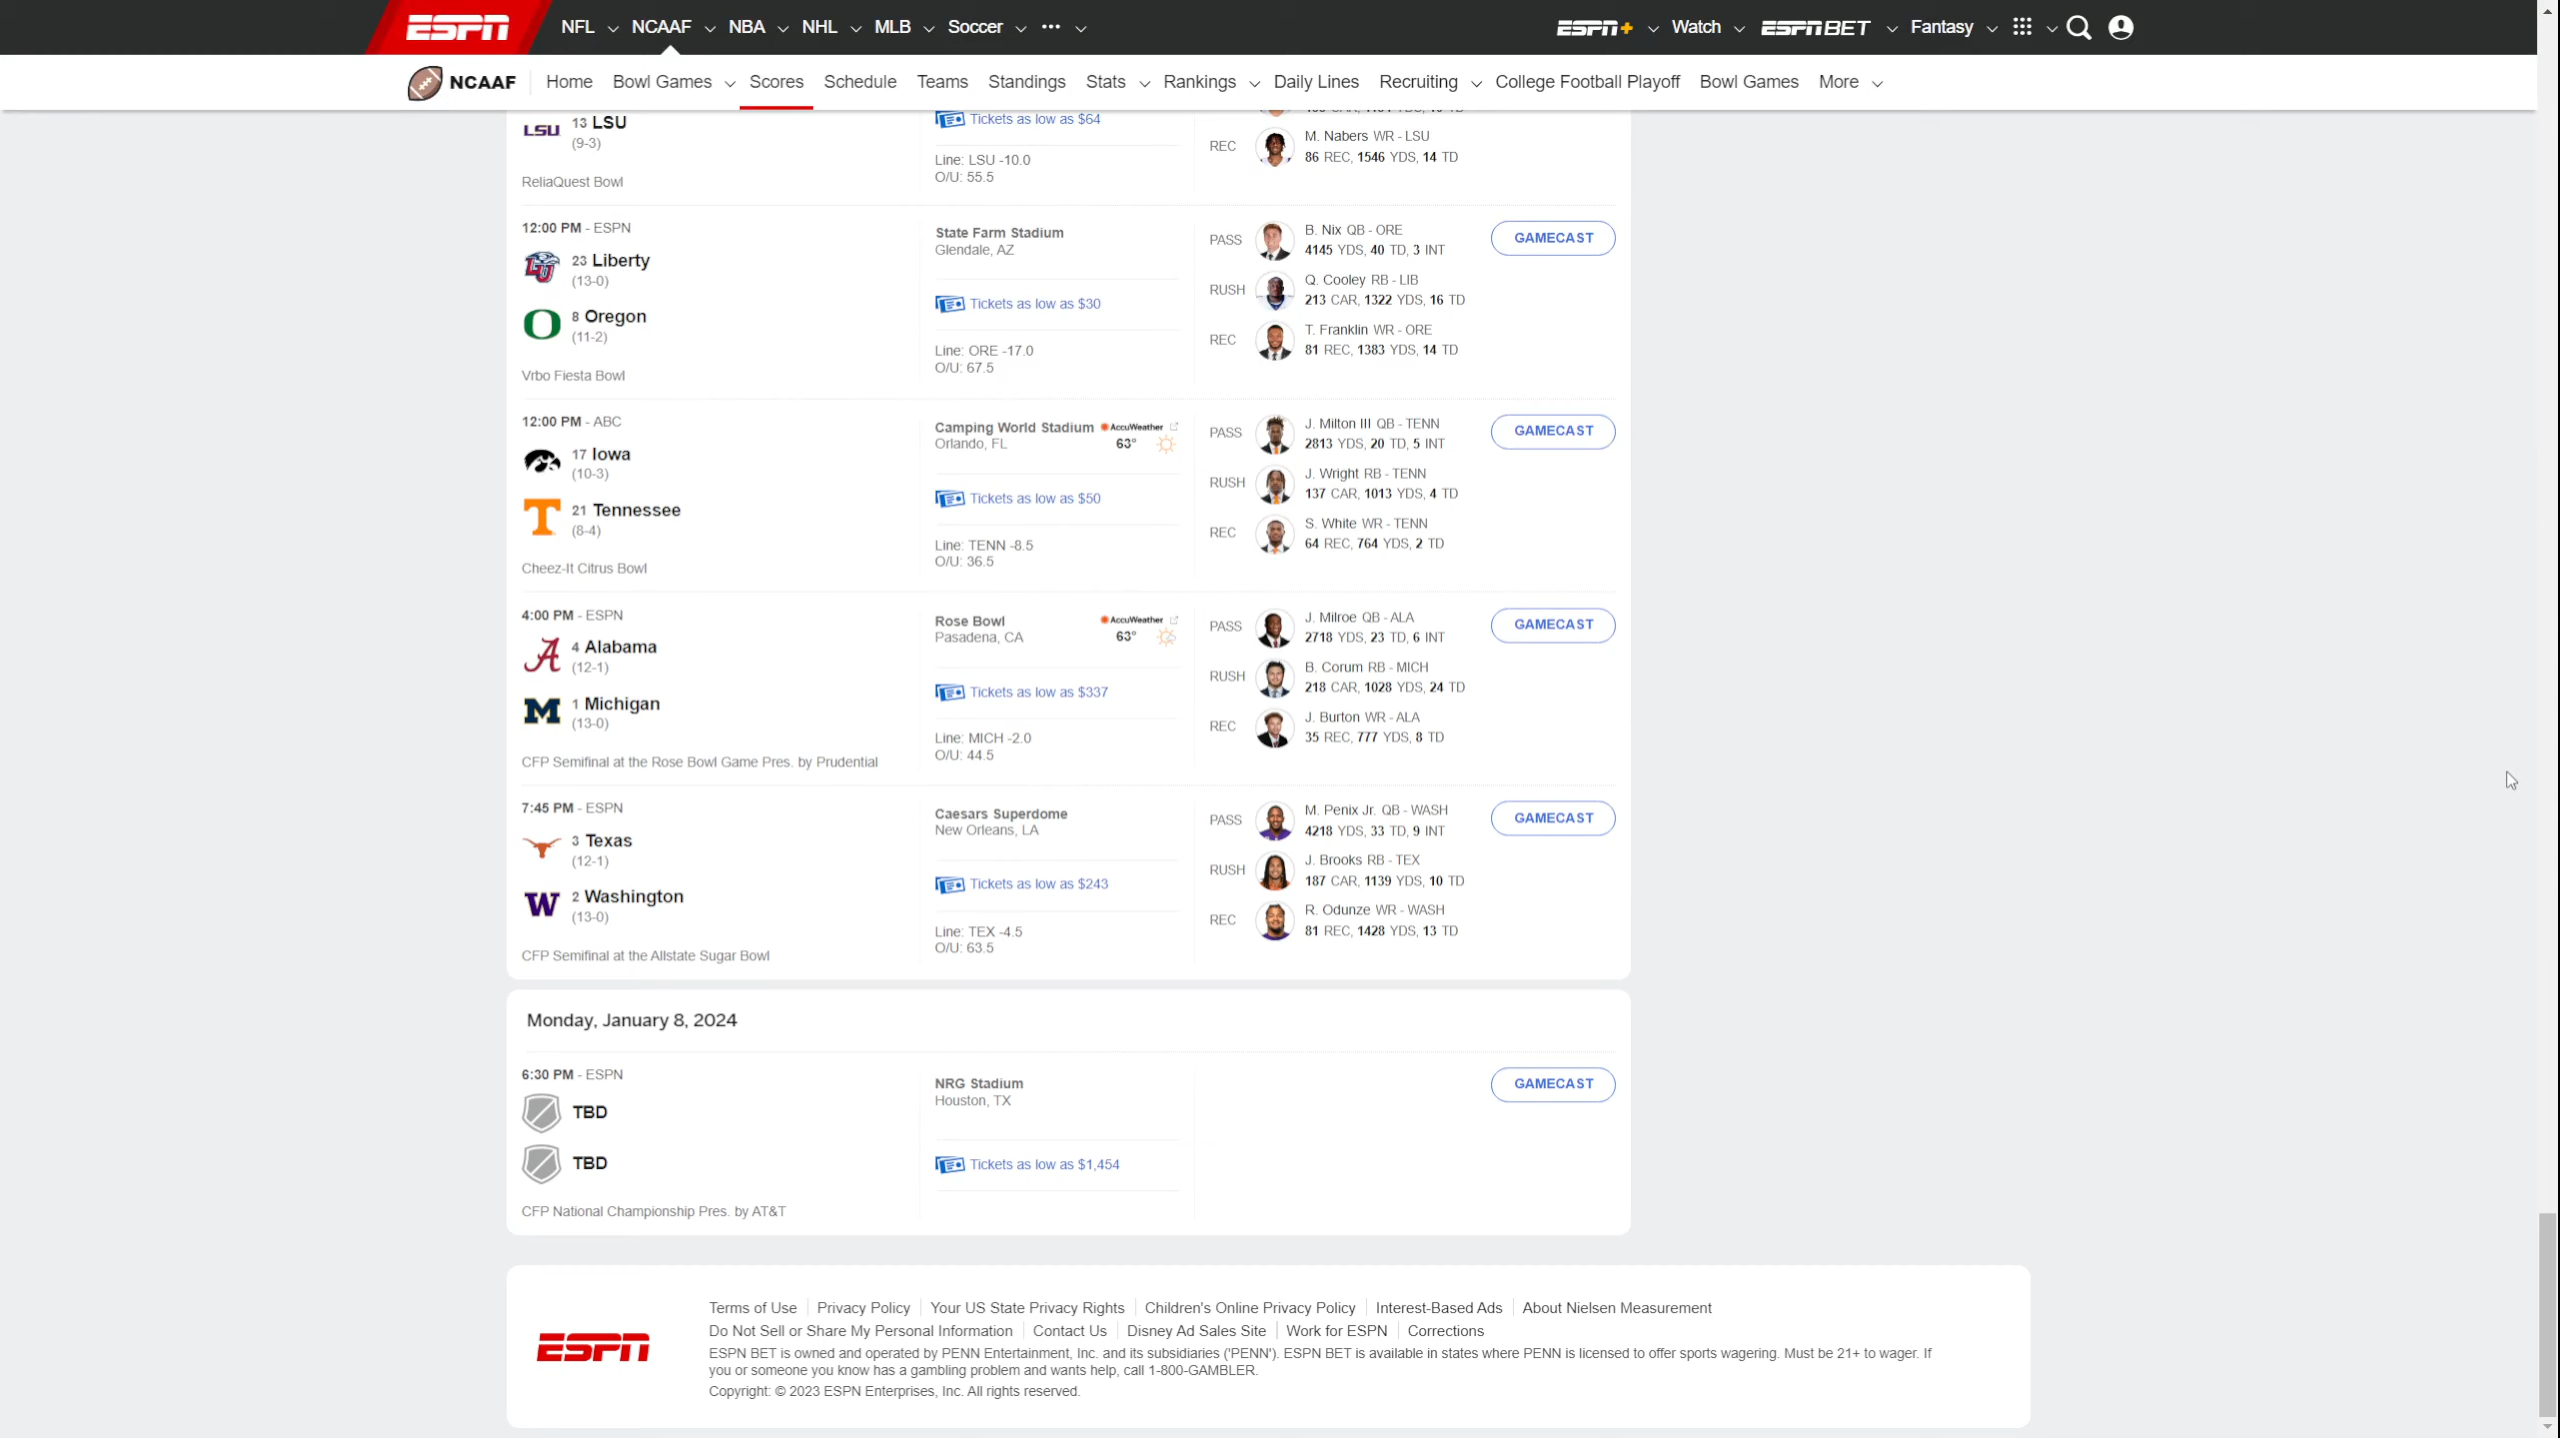 ESPN NFL NCAAF NBA NHL MLB Soccer ••• ESPN+ Watch ESPN BET Fantasy
NCAAF Home Bowl Games Scores Schedule Teams Standings Stats Rankings Daily Lines Recruiting College Football Playoff Bowl Games More
LSU 13 LSU
(9-3)
ReliaQuest Bowl
Tickets as low as $64
Line: LSU -10.0
O/U: 55.5
REC
M. Nabers WR - LSU
86 REC, 1546 YDS, 14 TD
12:00 PM - ESPN
LU 23 Liberty
(13-0)
O 8 Oregon
(11-2)
Vrbo Fiesta Bowl
State Farm Stadium
Glendale, AZ
Tickets as low as $30
Line: ORE -17.0
O/U: 67.5
PASS
B. Nix QB - ORE
4145 YDS, 40 TD, 3 INT
RUSH
Q. Cooley RB - LIB
213 CAR, 1322 YDS, 16 TD
REC
T. Franklin WR - ORE
81 REC, 1383 YDS, 14 TD
GAMECAST
12:00 PM - ABC
17 Iowa
(10-3)
T 21 Tennessee
(8-4)
Cheez-It Citrus Bowl
Camping World Stadium
Orlando, FL
AccuWeather
63°
Tickets as low as $50
Line: TENN -8.5
O/U: 36.5
PASS
J. Milton III QB - TENN
2813 YDS, 20 TD, 5 INT
RUSH
J. Wright RB - TENN
137 CAR, 1013 YDS, 4 TD
REC
S. White WR - TENN
64 REC, 764 YDS, 2 TD
GAMECAST
4:00 PM - ESPN
A 4 Alabama
(12-1)
M 1 Michigan
(13-0)
CFP Semifinal at the Rose Bowl Game Pres. by Prudential
Rose Bowl
Pasadena, CA
AccuWeather
63°
Tickets as low as $337
Line: MICH -2.0
O/U: 44.5
PASS
J. Milroe QB - ALA
2718 YDS, 23 TD, 6 INT
RUSH
B. Corum RB - MICH
218 CAR, 1028 YDS, 24 TD
REC
J. Burton WR - ALA
35 REC, 777 YDS, 8 TD
GAMECAST
7:45 PM - ESPN
3 Texas
(12-1)
W 2 Washington
(13-0)
CFP Semifinal at the Allstate Sugar Bowl
Caesars Superdome
New Orleans, LA
Tickets as low as $243
Line: TEX -4.5
O/U: 63.5
PASS
M. Penix Jr. QB - WASH
4218 YDS, 33 TD, 9 INT
RUSH
J. Brooks RB - TEX
187 CAR, 1139 YDS, 10 TD
REC
R. Odunze WR - WASH
81 REC, 1428 YDS, 13 TD
GAMECAST
Monday, January 8, 2024
6:30 PM - ESPN
TBD
TBD
CFP National Championship Pres. by AT&T
NRG Stadium
Houston, TX
Tickets as low as $1,454
GAMECAST
ESPN
Terms of Use Privacy Policy Your US State Privacy Rights Children's Online Privacy Policy Interest-Based Ads About Nielsen Measurement
Do Not Sell or Share My Personal Information Contact Us Disney Ad Sales Site Work for ESPN Corrections
ESPN BET is owned and operated by PENN Entertainment, Inc. and its subsidiaries ('PENN'). ESPN BET is available in states where PENN is licensed to offer sports wagering. Must be 21+ to wager. If
you or someone you know has a gambling problem and wants help, call 1-800-GAMBLER.
Copyright: © 2023 ESPN Enterprises, Inc. All rights reserved.